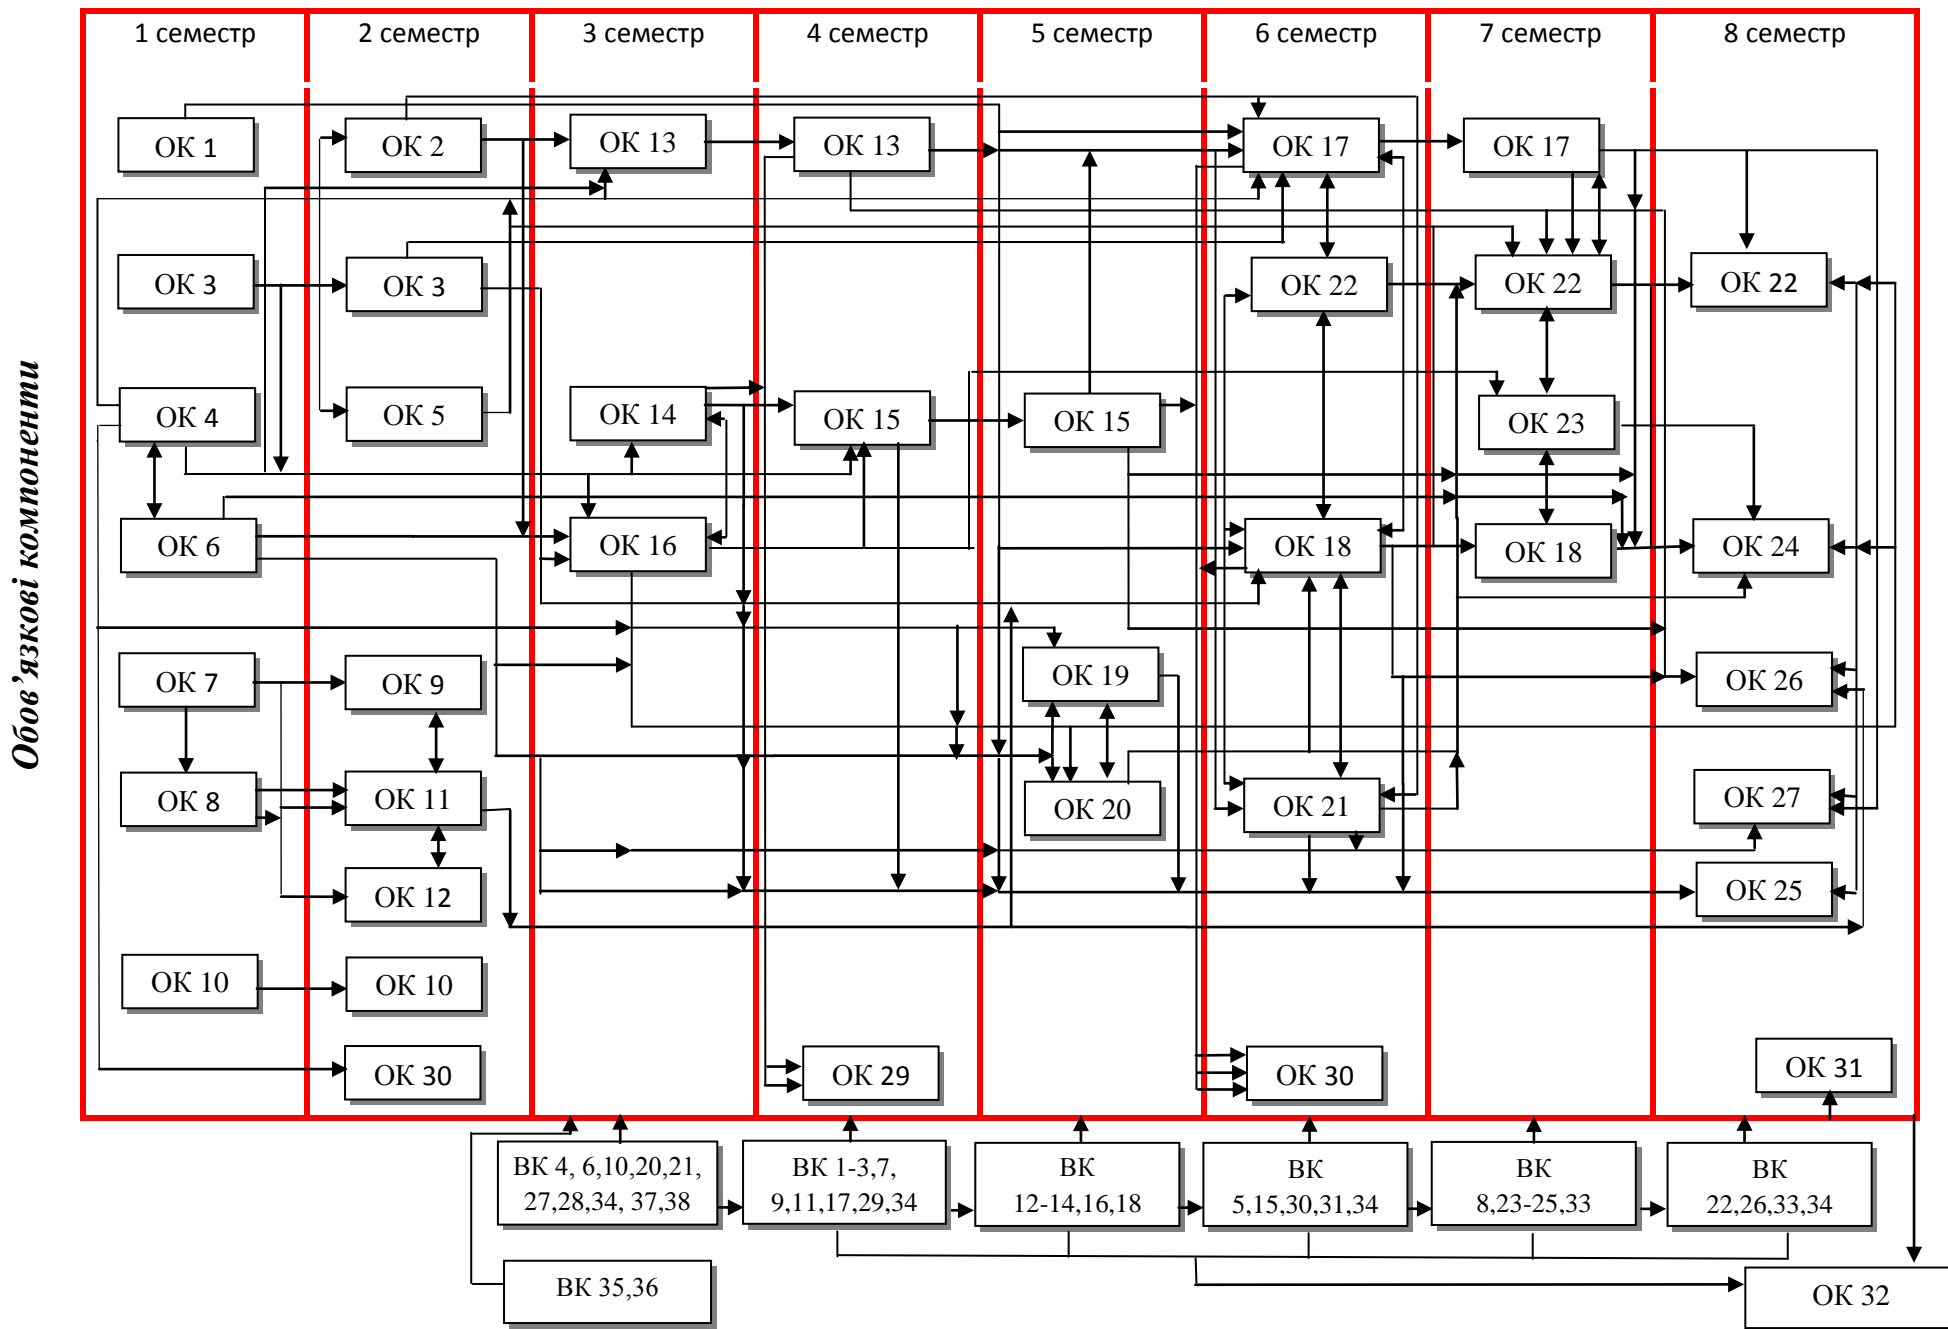 1 семестр
2 семестр
3 семестр
4 семестр
5 семестр
6 семестр
7 семестр
8 семестр
Обов’язкові компоненти
ОК 1
ОК 2
ОК 13
ОК 13
ОК 17
ОК 17
ОК 3
ОК 3
ОК 22
ОК 22
ОК 22
ОК 4
ОК 5
ОК 14
ОК 15
ОК 15
ОК 23
ОК 6
ОК 16
ОК 18
ОК 18
ОК 24
ОК 7
ОК 9
ОК 19
ОК 26
ОК 8
ОК 11
ОК 20
ОК 21
ОК 27
ОК 12
ОК 25
ОК 10
ОК 10
ОК 30
ОК 29
ОК 30
ОК 31
ВК 4, 6,10,20,21,
27,28,34, 37,38
ВК 1-3,7,
9,11,17,29,34
ВК
12-14,16,18
ВК
5,15,30,31,34
ВК
8,23-25,33
ВК
22,26,33,34
ВК 35,36
ОК 32